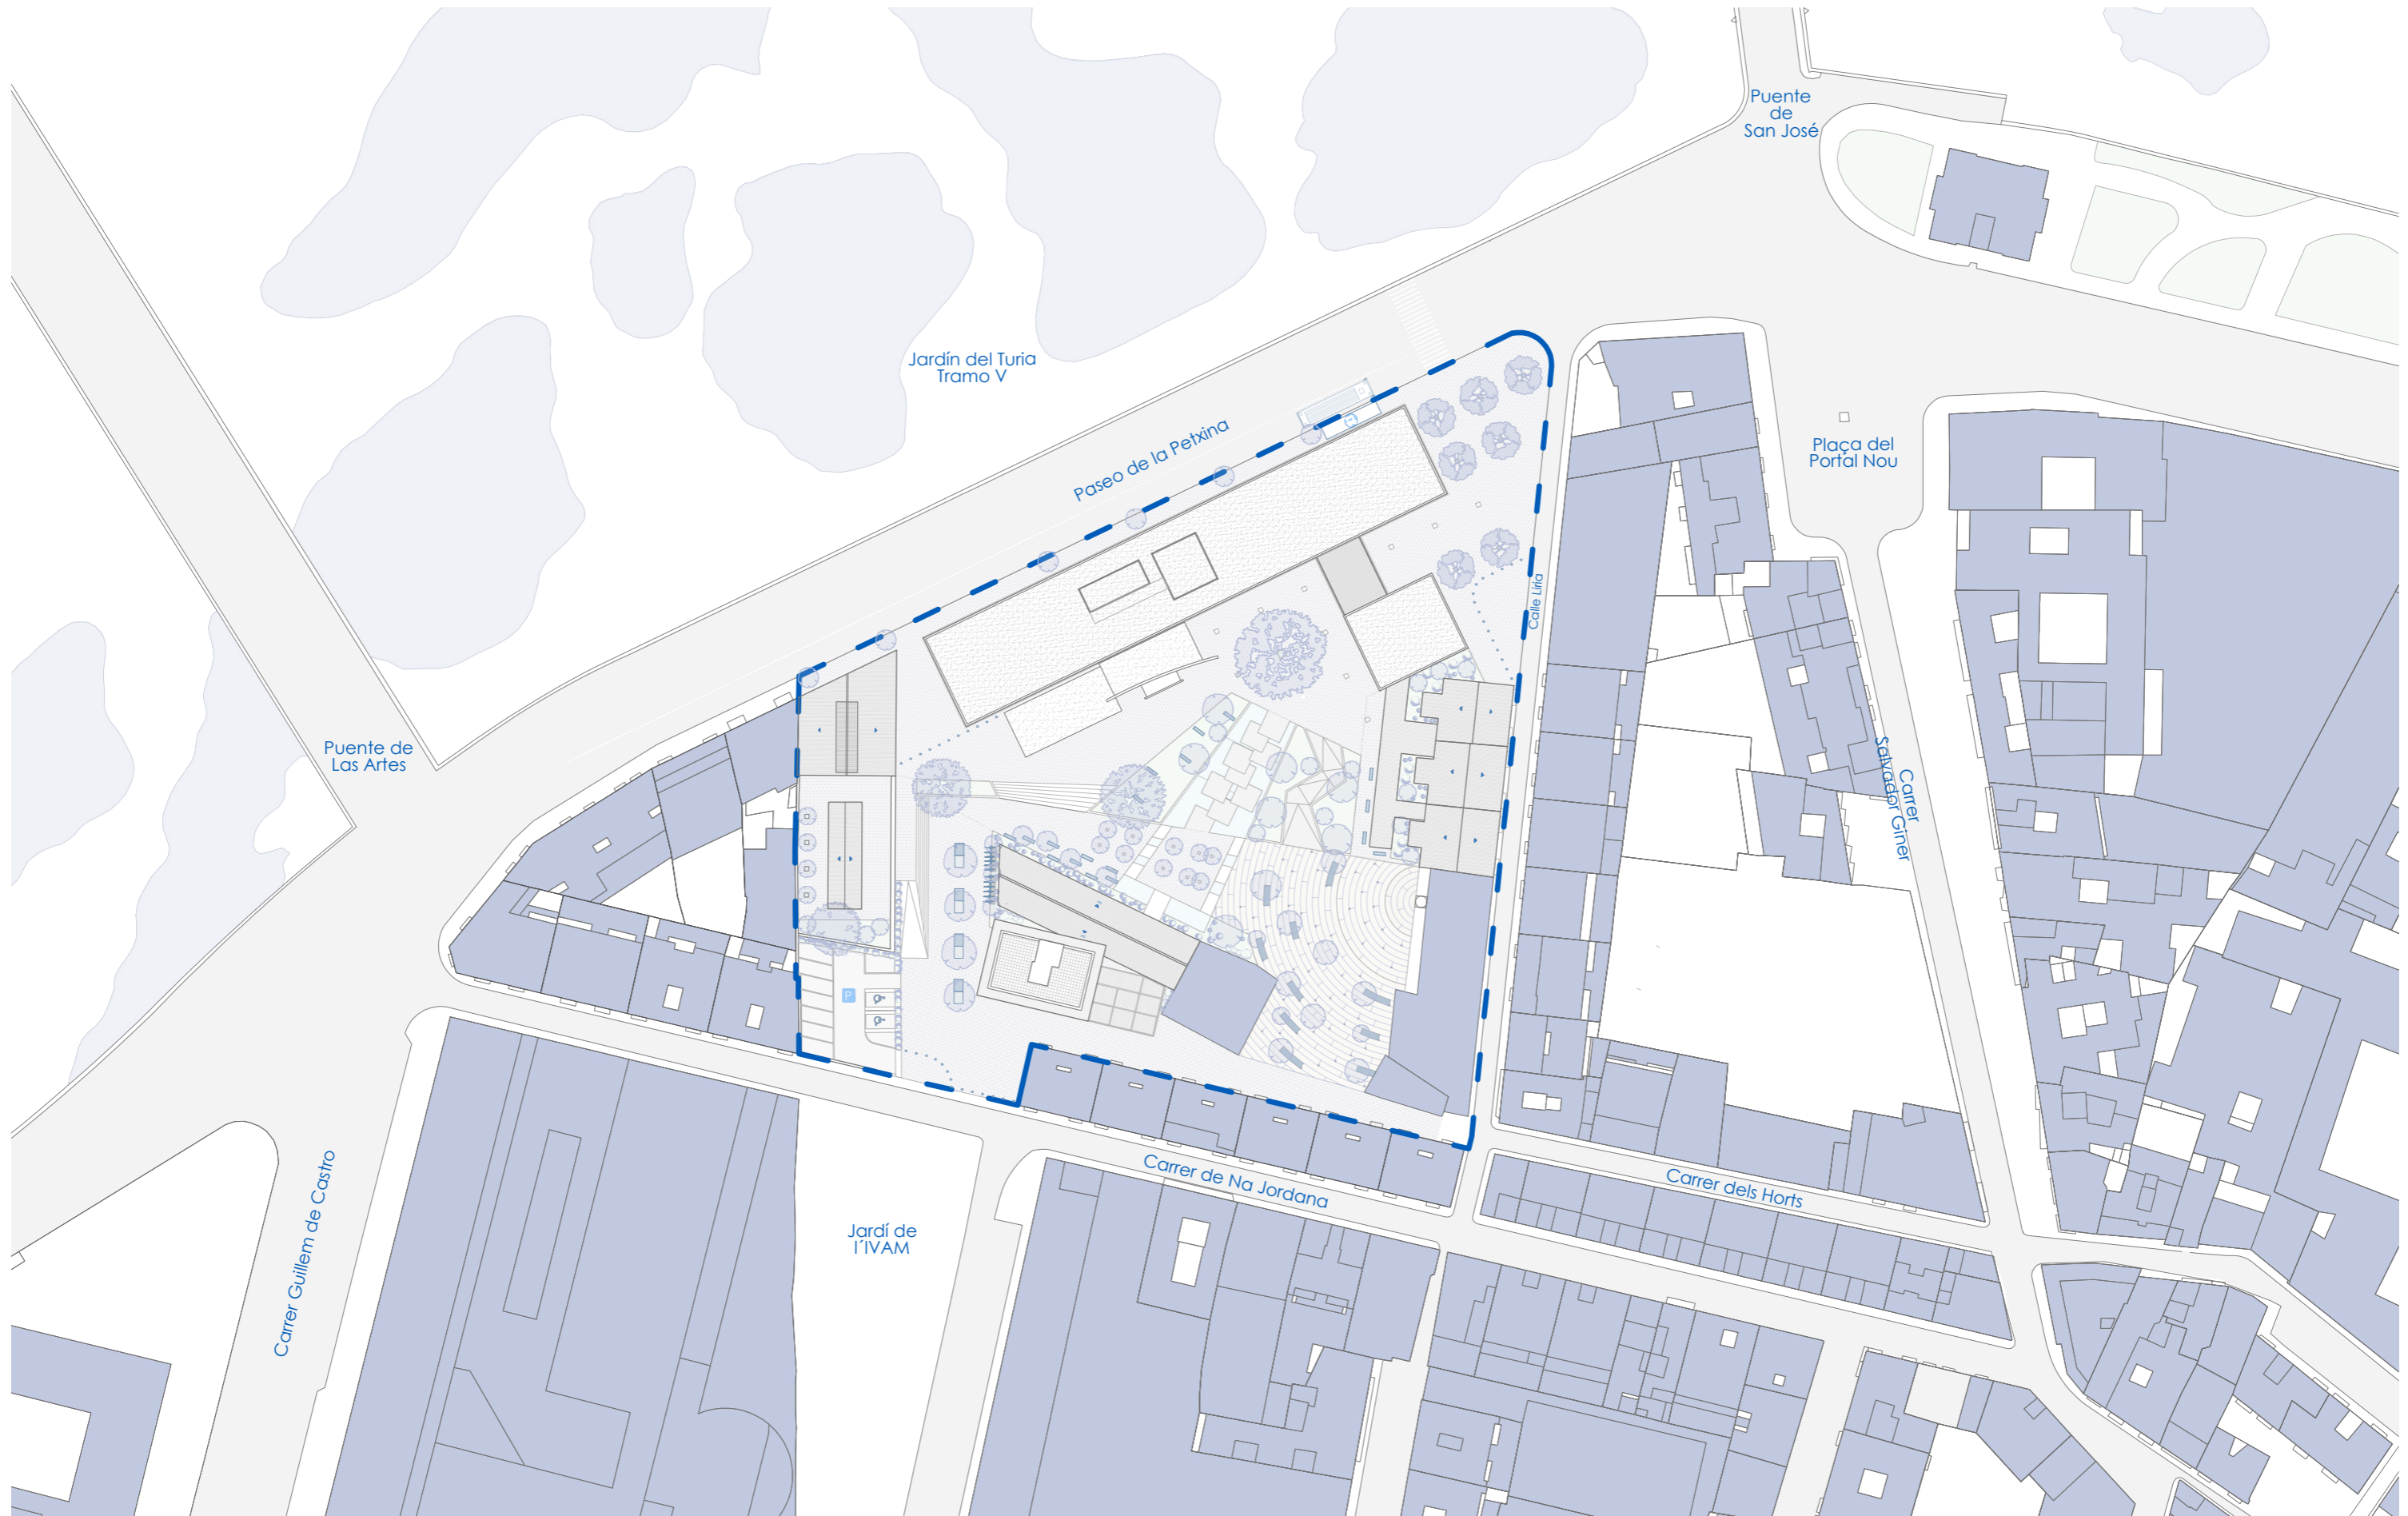 Puente
de
San José
Jardín del Turia
Tramo V
Paseo de la Petxina
Plaça del
Portal Nou
Calle Liria
Puente de
Las Artes
Carrer
Salvador Giner
P
Carrer de Na Jordana
Carrer dels Horts
Jardí de
l´IVAM
Carrer Guillem de Castro